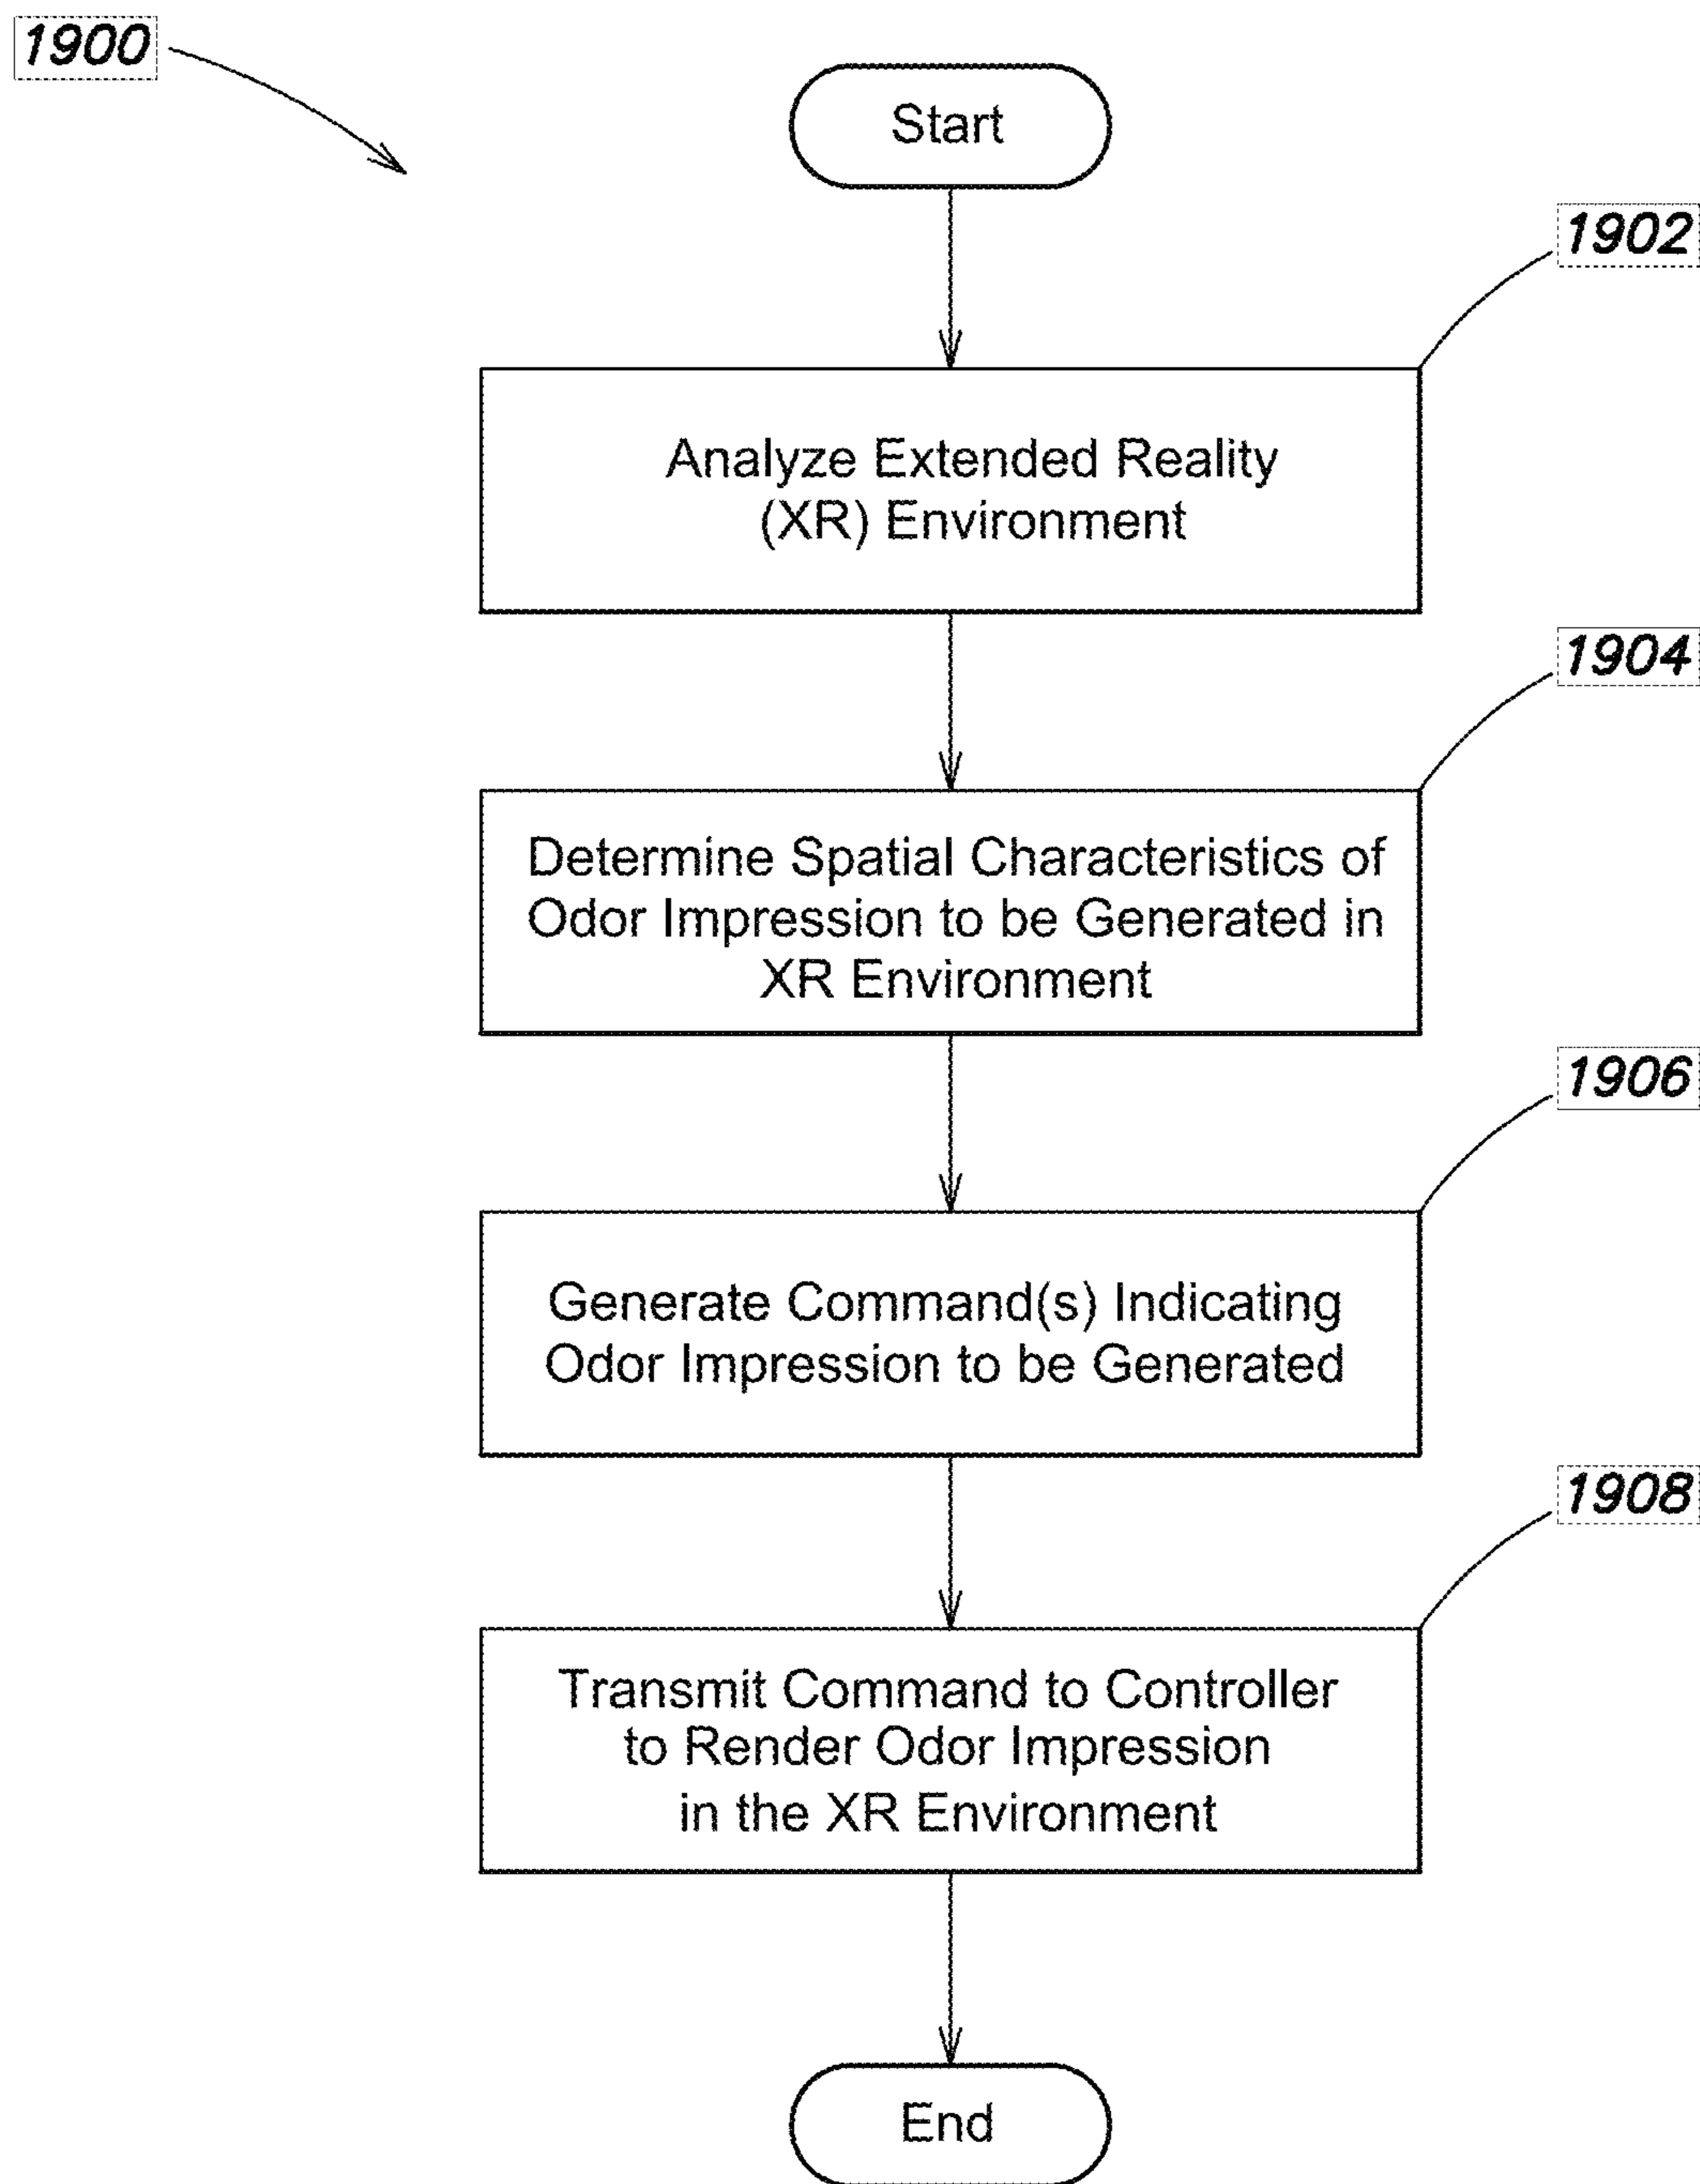 1900
Start
1902
Analyze Extended Reality
(XR) Environment
1904
Determine Spatial Characteristics of
Odor Impression to be Generated in
XR Environment
1906
Generate Command(s) Indicating
Odor Impression to be Generated
1908
Transmit Command to Controller
to Render Odor Impression
in the XR Environment
End